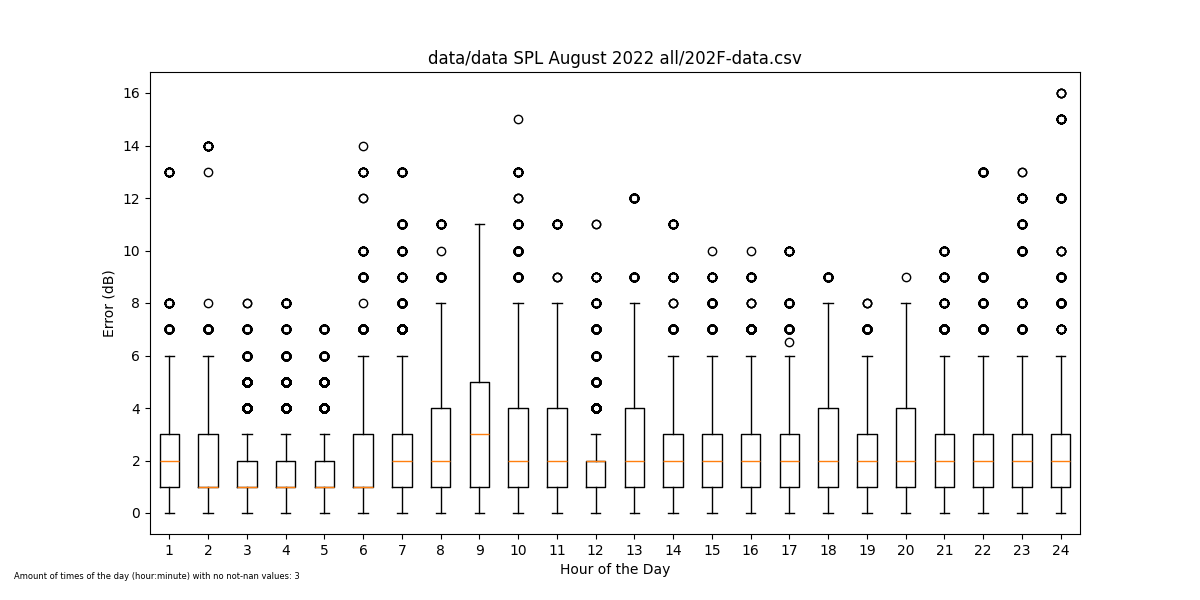 data/data SPL August 2022 all/202F-data.csv
16
14
12
10
8
6
4
2
0
Error (dB)
1 2 3 4 5 6 7 8 9 10 11 12 13 14 15 16 17 18 19 20 21 22 23 24
Hour of the Day
Amount of times of the day (hour:minute) with no not-nan values: 3